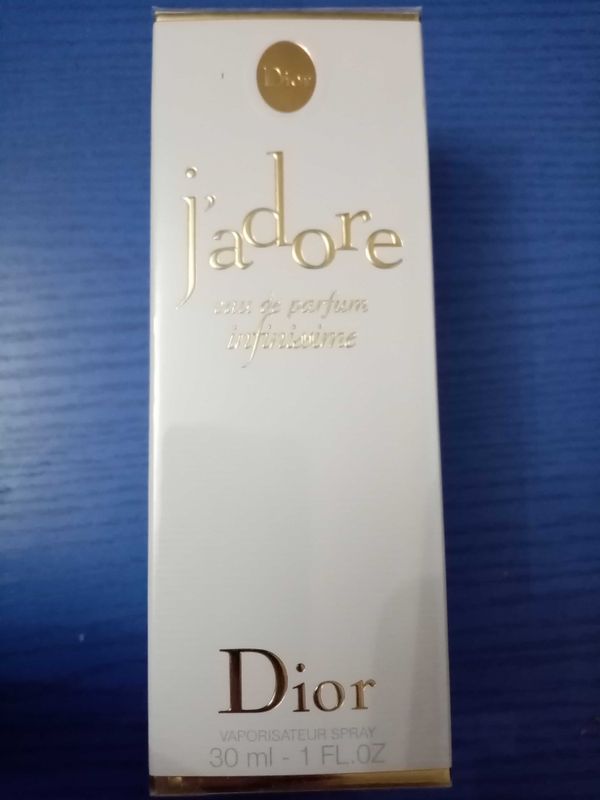 Dior
j'adore
eau de parfum
infinissime
Dior
VAPORISATEUR SPRAY
30 ml - 1 FL.OZ